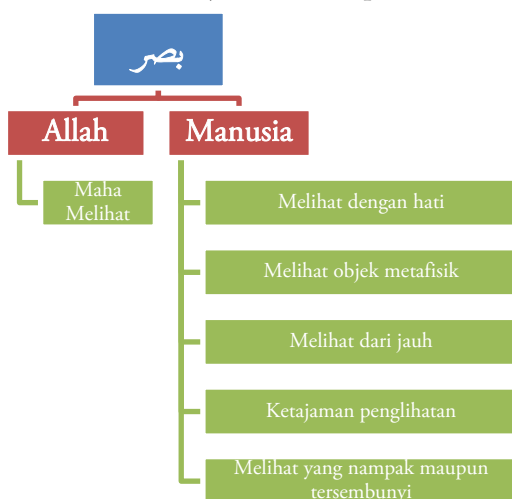 بصر
Allah
Manusia
Maha
Melihat
Melihat dengan hati
Melihat objek metafisik
Melihat dari jauh
Ketajaman penglihatan
Melihat yang nampak maupun
tersembunyi